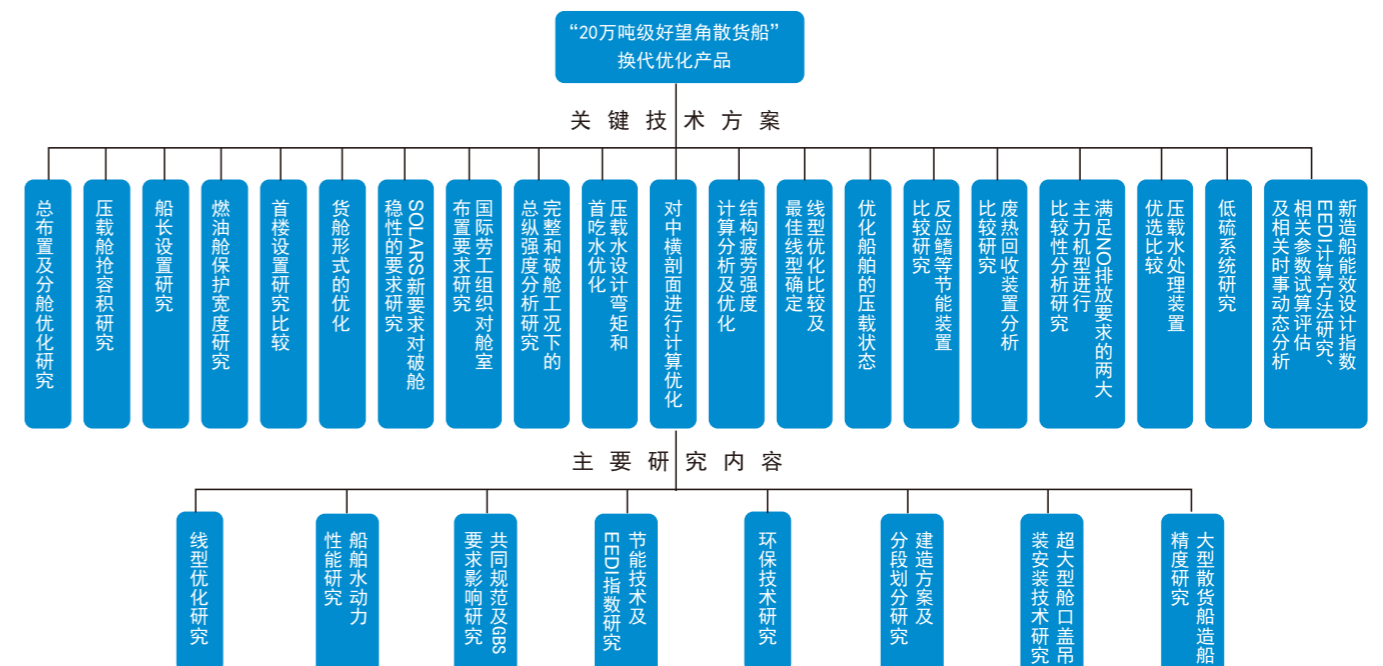 “20万吨级好望角散货船”
换代优化产品
关键技术方案
总布置及分舱优化研究
压载舱抢容积研究
船长设置研究
燃油舱保护宽度研究
首楼设置研究比较
货舱形式的优化
SOLARS新要求对破舱
稳性的要求研究
国际劳工组织对舱室
布置要求研究
完整和破舱工况下的
总纵强度分析研究
压载水设计弯矩和
首吃水优化
对中横剖面进行计算优化
结构疲劳强度
计算分析及优化
线型优化比较及
最佳线型确定
优化船舶的压载状态
反应鳍等节能装置
比较研究
废热回收装置分析
比较研究
满足NO排放要求的两大
主力机型进行
比较性分析研究
压载水处理装置
优选比较
低硫系统研究
新造船能效设计指数
EEDI计算方法研究、
相关参数试算评估
及相关时事动态分析
主要研究内容
线型优化研究
船舶水动力
性能研究
共同规范及GBS
要求影响研究
节能技术及
EEDI指数研究
环保技术研究
建造方案及
分段划分研究
超大型舱口盖吊
装安装技术研究
大型散货船造船
精度研究